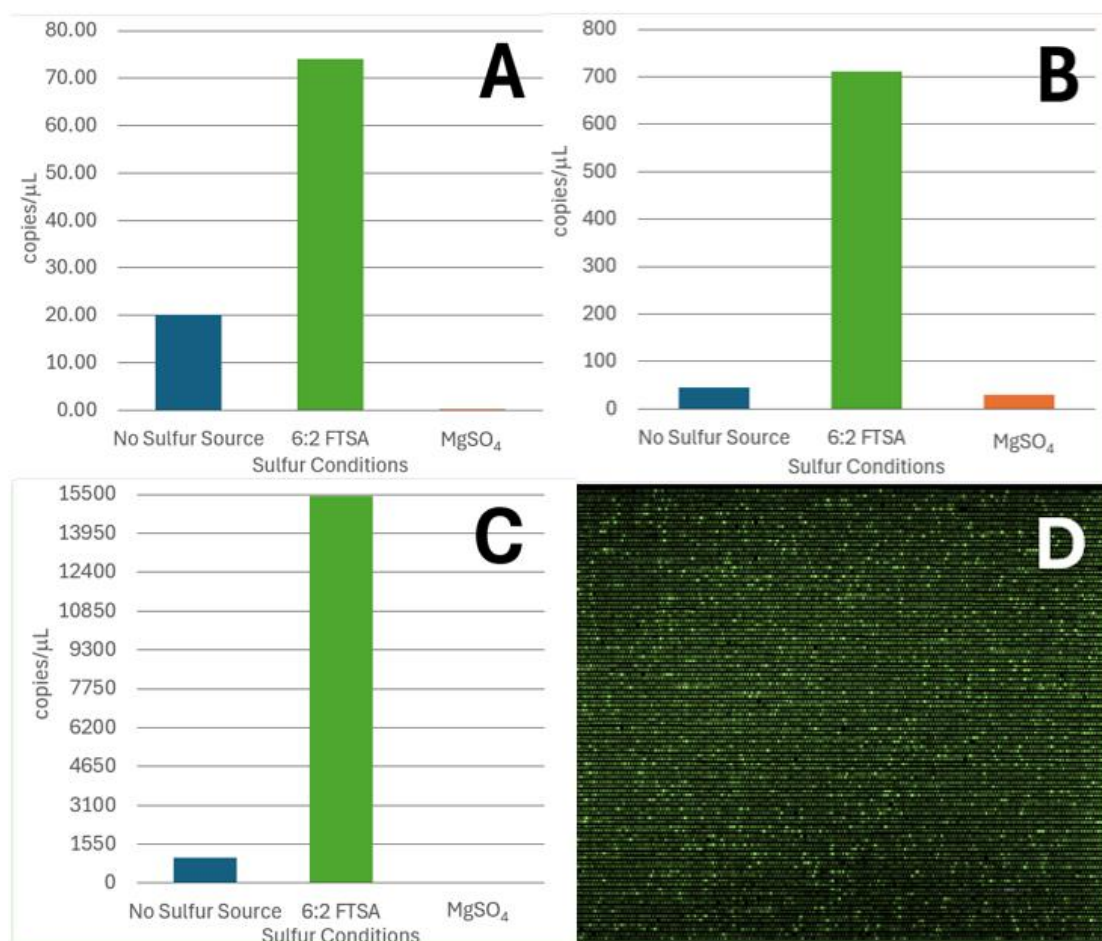 A
80.00
70.00
60.00
50.00
40.00
30.00
20.00
10.00
0.00
copies/μL
No Sulfur Source 6:2 FTSA MgSO₄
Sulfur Conditions
B
800
700
600
500
400
300
200
100
0
copies/μL
No Sulfur Source 6:2 FTSA MgSO₄
Sulfur Conditions
C
15500
13950
12400
10850
9300
7750
6200
4650
3100
1550
0
copies/μL
No Sulfur Source 6:2 FTSA MgSO₄
Sulfur Conditions
D